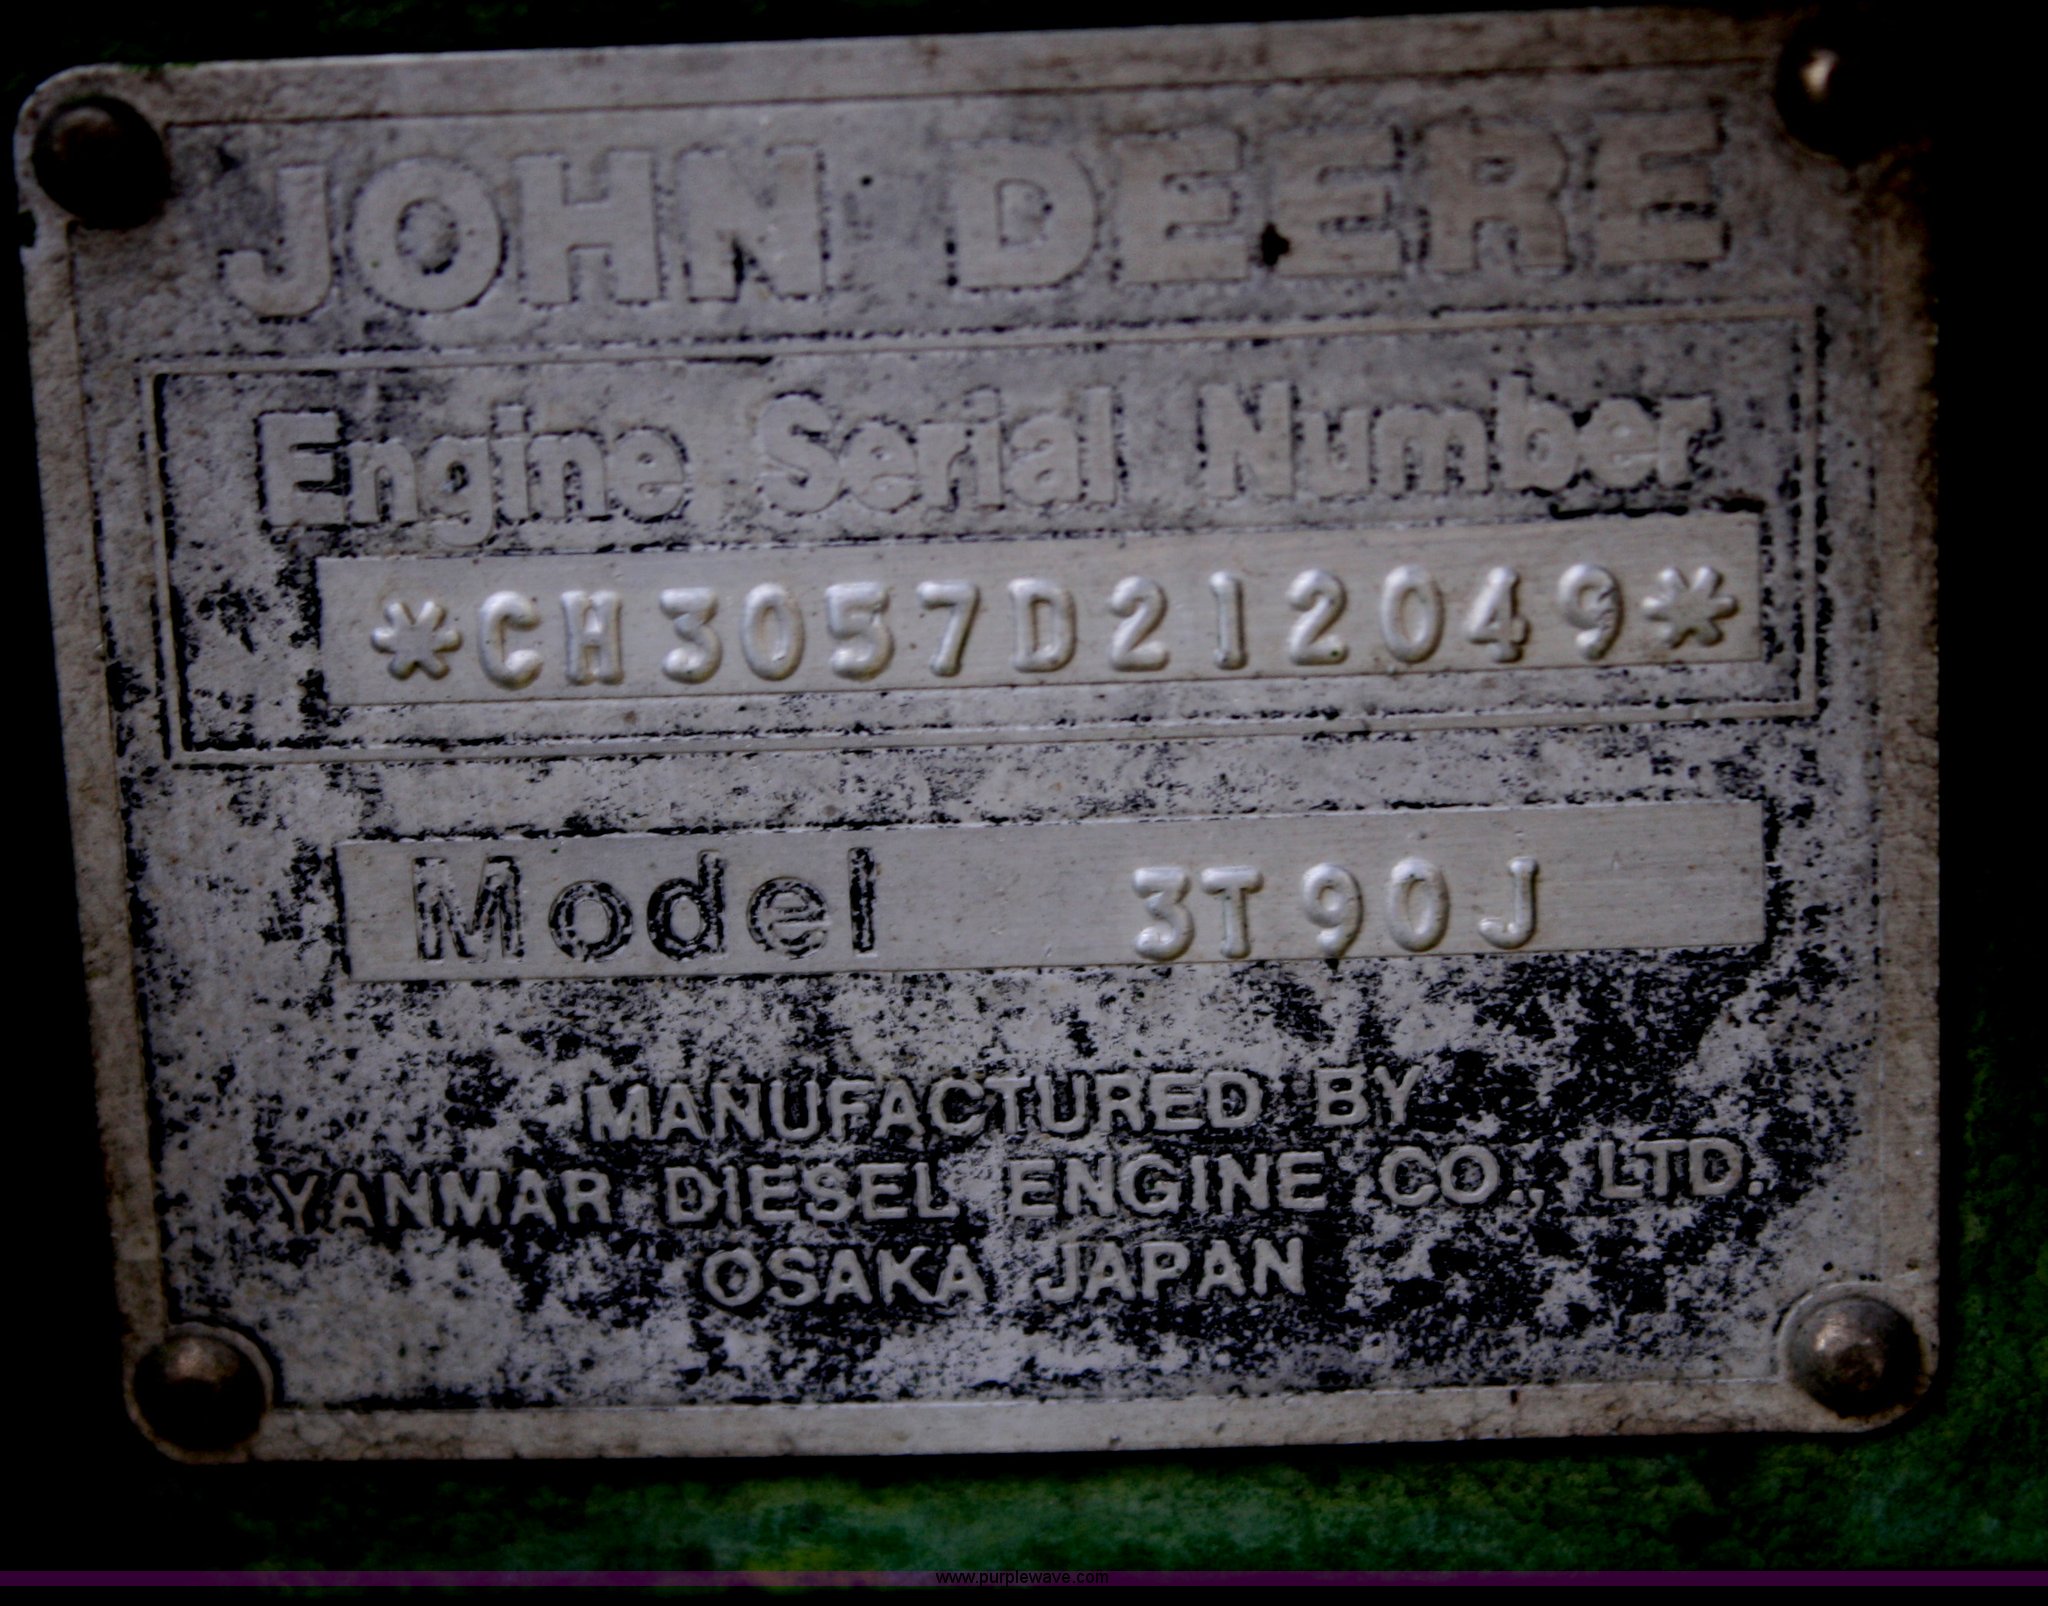 JOHN DEERE
Engine Serial Number
*CH3057D212049*
Model 3T90J
MANUFACTURED BY
YANMAR DIESEL ENGINE CO., LTD.
OSAKA JAPAN
www.purplewave.com